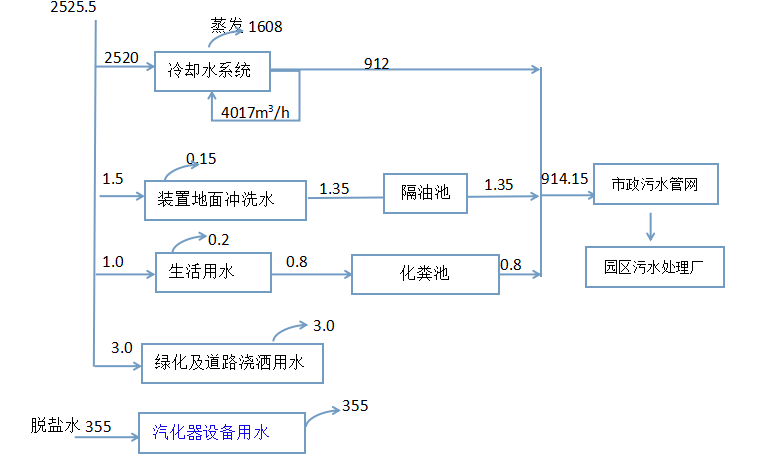 2525.5
蒸发 1608
2520
冷却水系统
912
4017m³/h
0.15
1.5
装置地面冲洗水
1.35
隔油池
1.35
914.15
市政污水管网
0.2
1.0
生活用水
0.8
化粪池
0.8
园区污水处理厂
3.0
3.0
绿化及道路浇洒用水
355
脱盐水 355
汽化器设备用水